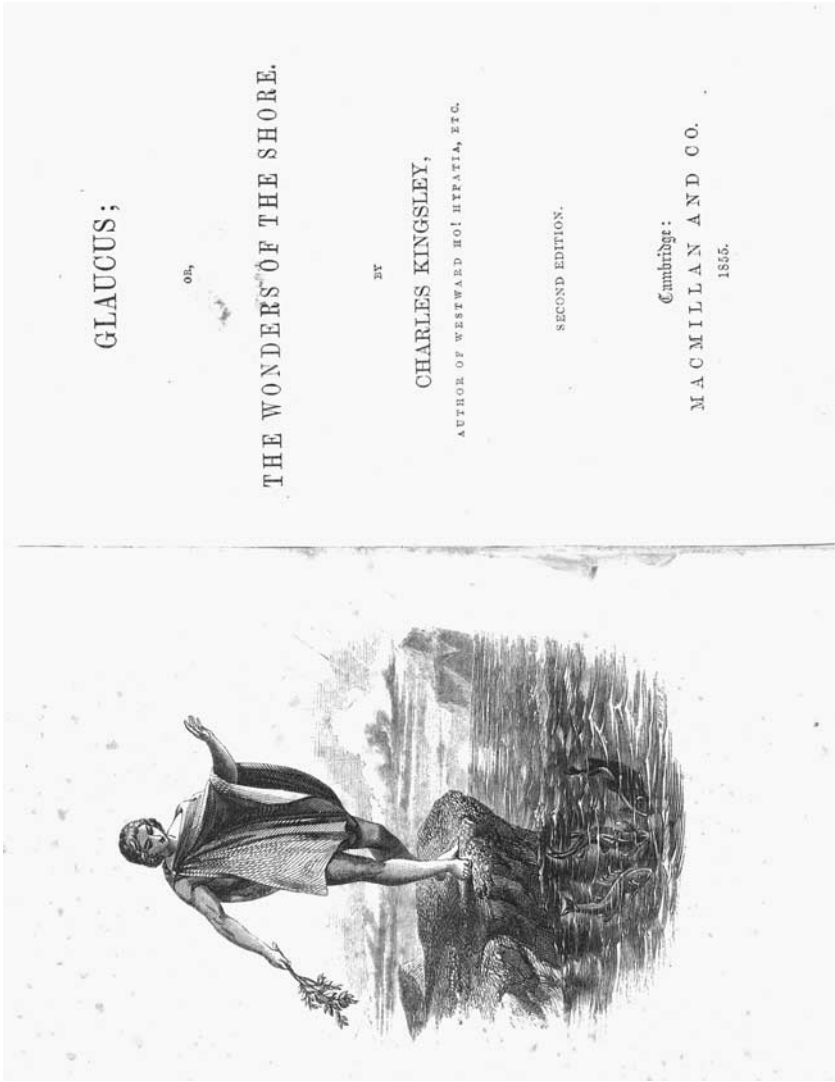 GLAUCUS;
OR,
THE WONDERS OF THE SHORE.
BY
CHARLES KINGSLEY,
AUTHOR OF WESTWARD HO! HYPATIA, ETC.
SECOND EDITION.
Cambridge:
MACMILLAN AND CO.
1855.